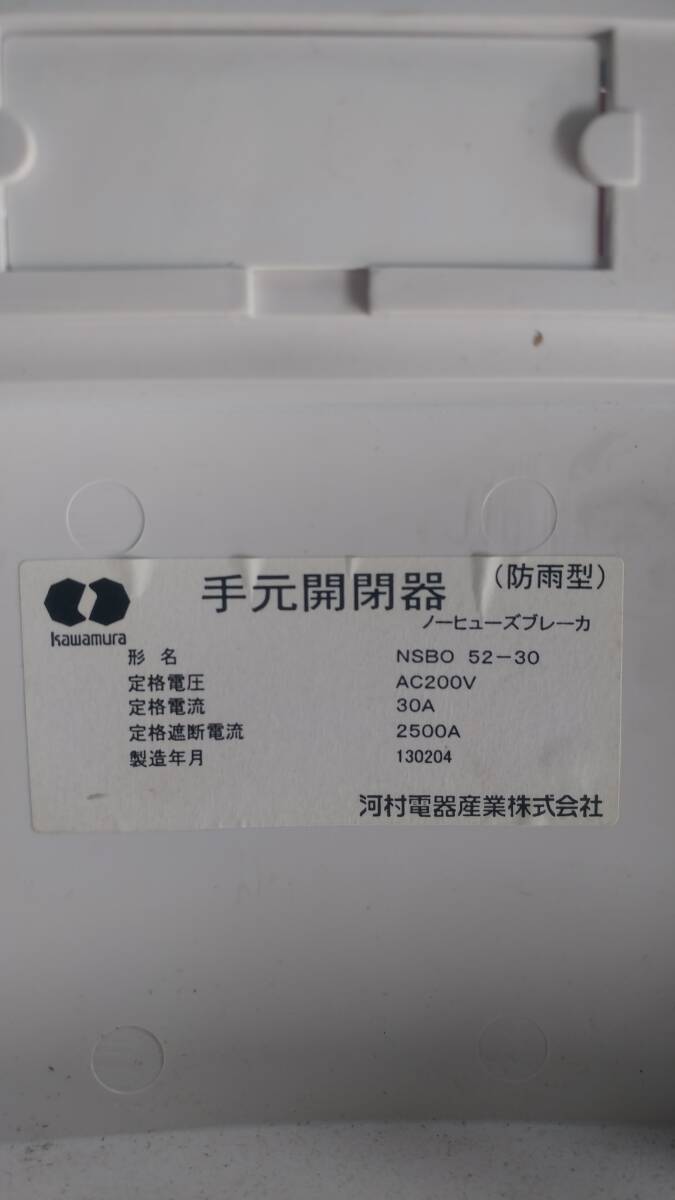 kawamura
手元開閉器 (防雨型)
ノーヒューズブレーカ
形名 NSBO 52-30
定格電圧 AC200V
定格電流 30A
定格遮断電流 2500A
製造年月 130204
河村電器産業株式会社